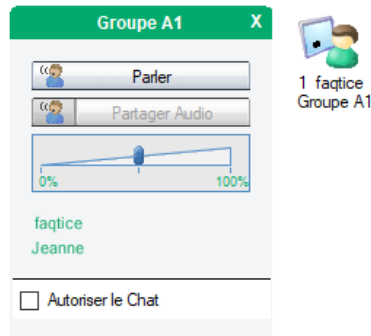 Groupe A1 X
Parler
Partager Audio
0% 100%
faqtice
Jeanne
Autoriser le Chat
1 faqtice
Groupe A1